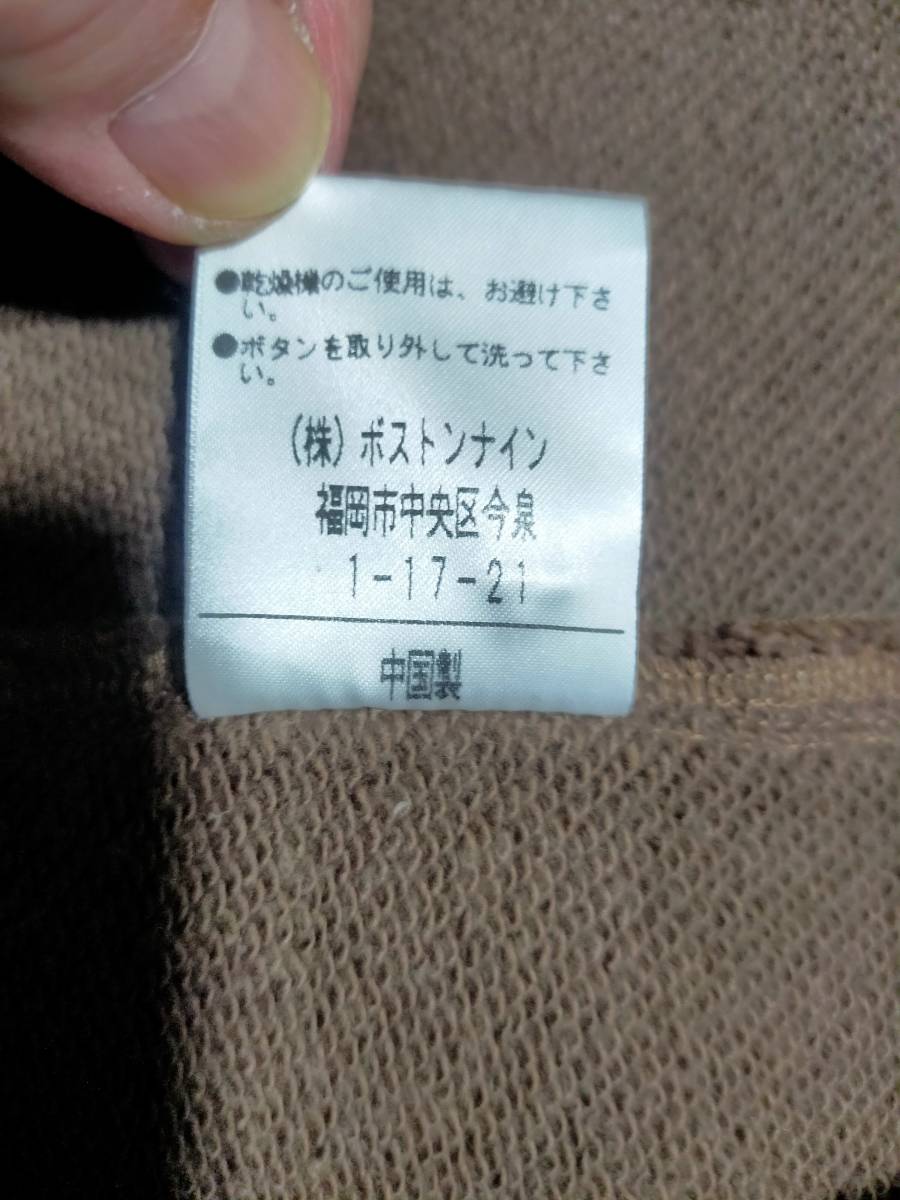 ●乾燥機のご使用は、お避け下さ
い。
●ボタンを取り外して洗って下さ
い。
(株)ボストンナイン
福岡市中央区今泉
1-17-21
中国製